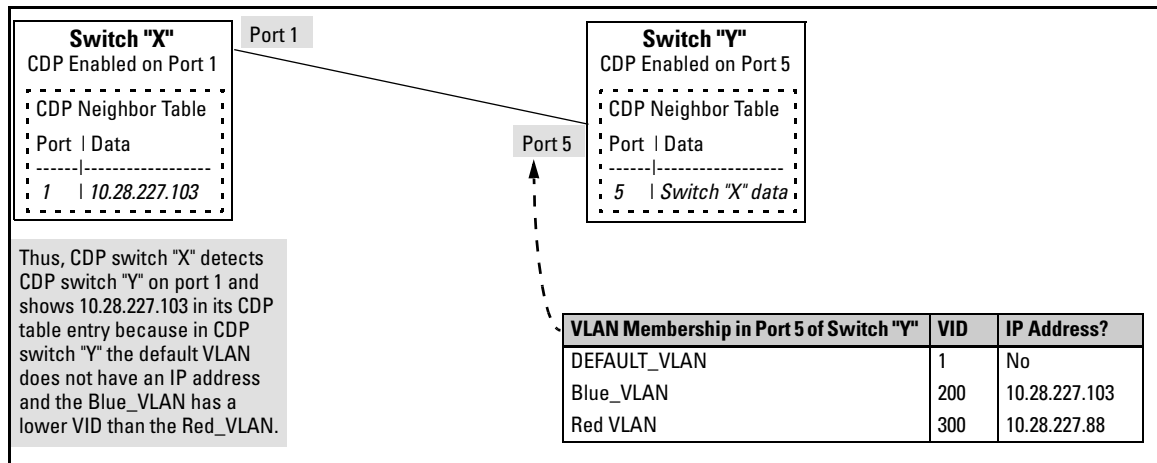 Switch "X"
CDP Enabled on Port 1
CDP Neighbor Table
Port | Data
------|------------------
1 | 10.28.227.103
Port 1
Switch "Y"
CDP Enabled on Port 5
CDP Neighbor Table
Port | Data
------|------------------
5 | Switch "X" data
Port 5
Thus, CDP switch "X" detects
CDP switch "Y" on port 1 and
shows 10.28.227.103 in its CDP
table entry because in CDP
switch "Y" the default VLAN
does not have an IP address
and the Blue_VLAN has a
lower VID than the Red_VLAN.
VLAN Membership in Port 5 of Switch "Y" VID IP Address?
DEFAULT_VLAN 1 No
Blue_VLAN 200 10.28.227.103
Red VLAN 300 10.28.227.88